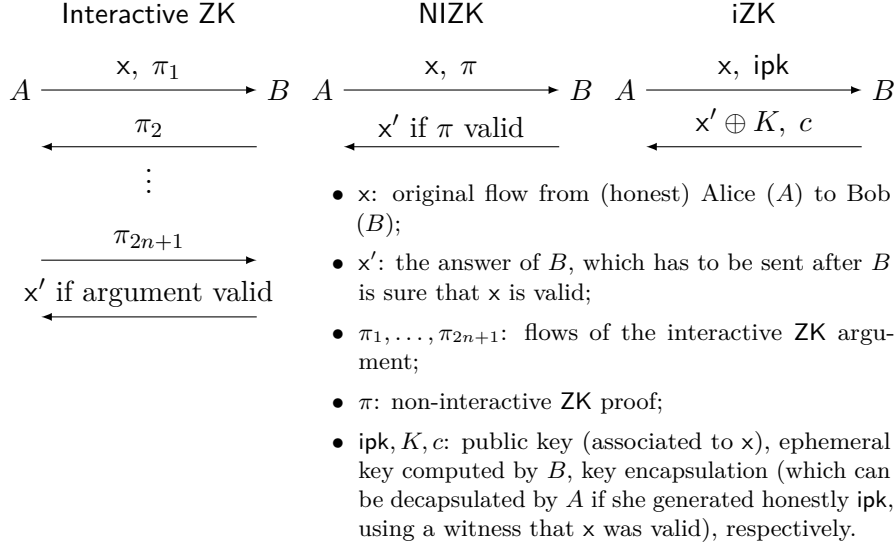 Interactive ZK
A x, π₁ B
π₂
⋮
π₂ₙ₊₁
x′ if argument valid
NIZK
A x, π B
x′ if π valid
iZK
A x, ipk B
x′ ⊕ K, c
• x: original flow from (honest) Alice (A) to Bob
(B);
• x′: the answer of B, which has to be sent after B
is sure that x is valid;
• π₁, . . . , π₂ₙ₊₁: flows of the interactive ZK argu-
ment;
• π: non-interactive ZK proof;
• ipk, K, c: public key (associated to x), ephemeral
key computed by B, key encapsulation (which can
be decapsulated by A if she generated honestly ipk,
using a witness that x was valid), respectively.